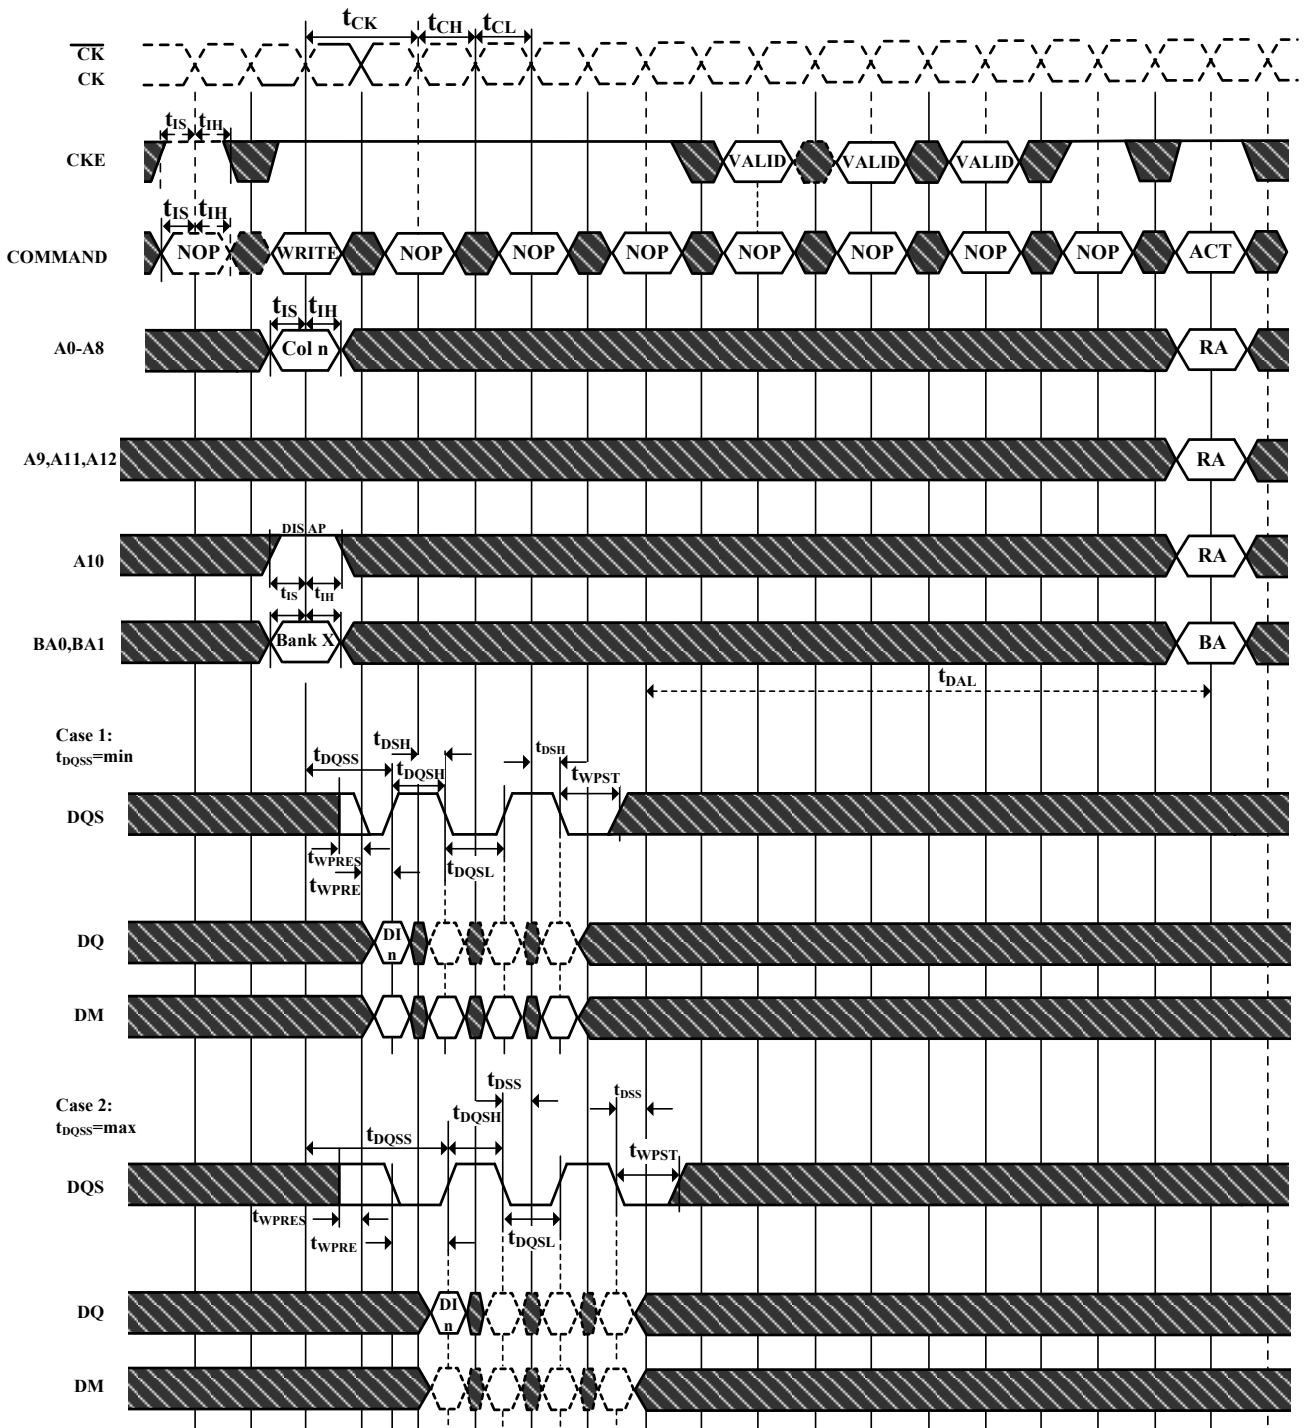 tCK tCH tCL
CK
CK
tIS tIH
CKE VALID VALID VALID
tIS tIH
COMMAND NOP WRITE NOP NOP NOP NOP NOP NOP NOP ACT
tIS tIH
A0-A8 Col n RA
A9,A11,A12 RA
DIS AP
A10 RA
tIS tIH
BA0,BA1 Bank X BA
tDAL
Case 1:
tDQSS=min
tDSH tDSH
tDQSS tDQSH tWPST
DQS
tWPRES tDQSL
tWPRE
DQ DI
n
DM
tDSS tDSS
Case 2:
tDQSS=max
tDQSH
tDQSS tWPST
DQS
tWPRES
tWPRE tDQSL
DQ DI
n
DM